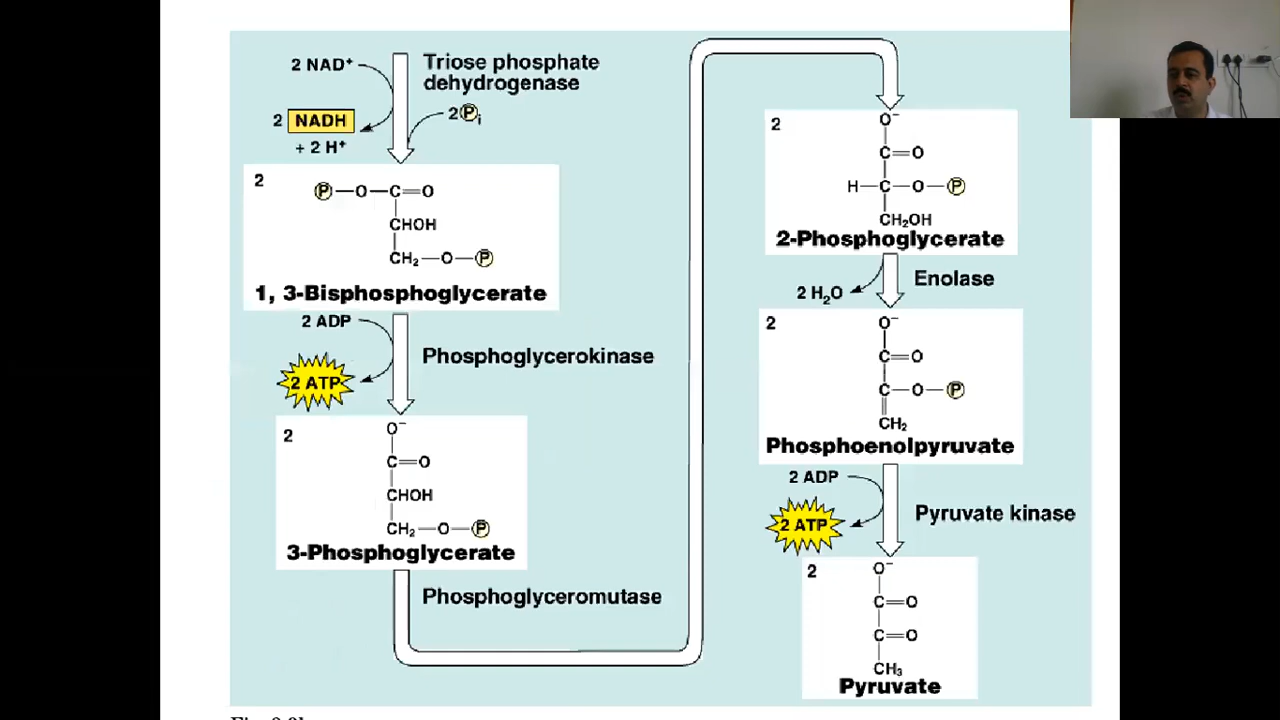 2 NAD+
Triose phosphate
dehydrogenase
2 NADH
+ 2 H+
2 Pi
2
P—O—C=O
CHOH
CH2—O—P
1, 3-Bisphosphoglycerate
2 ADP
2 ATP
Phosphoglycerokinase
2
O−
C=O
CHOH
CH2—O—P
3-Phosphoglycerate
Phosphoglyceromutase
2
O−
C=O
H—C—O—P
CH2OH
2-Phosphoglycerate
2 H2O
Enolase
2
O−
C=O
C—O—P
CH2
Phosphoenolpyruvate
2 ADP
2 ATP
Pyruvate kinase
2
O−
C=O
C=O
CH3
Pyruvate